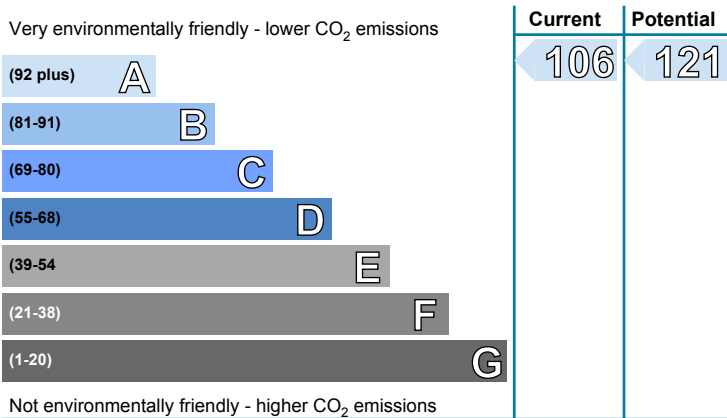 Very environmentally friendly - lower CO2 emissions
Current
Potential
(92 plus) A
106
121
(81-91) B
(69-80) C
(55-68) D
(39-54 E
(21-38) F
(1-20) G
Not environmentally friendly - higher CO2 emissions